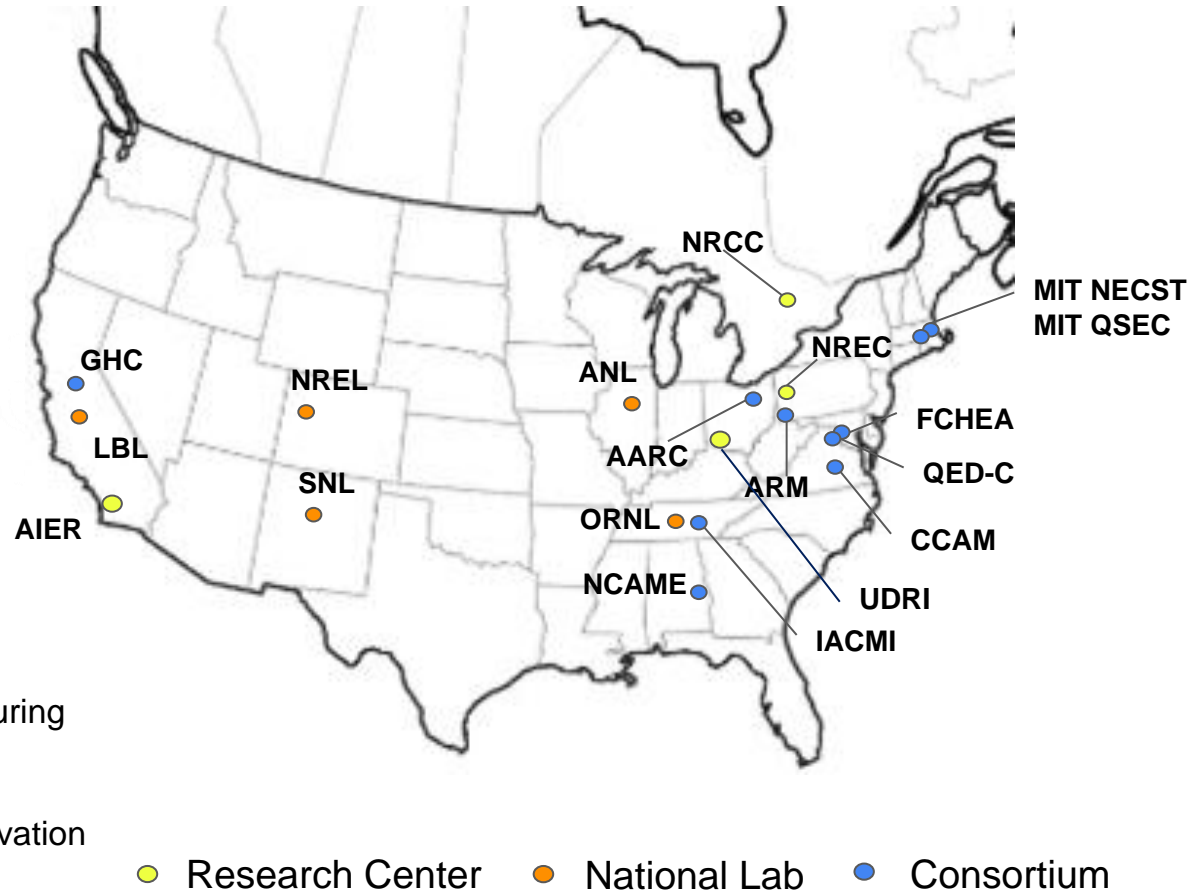 NRCC
MIT NECST
MIT QSEC
NREC
GHC
ANL
NREL
FCHEA
LBL
AARC
QED-C
SNL
ARM
ORNL
AIER
CCAM
NCAME
UDRI
IACMI
uring
vation
Research Center
National Lab
Consortium